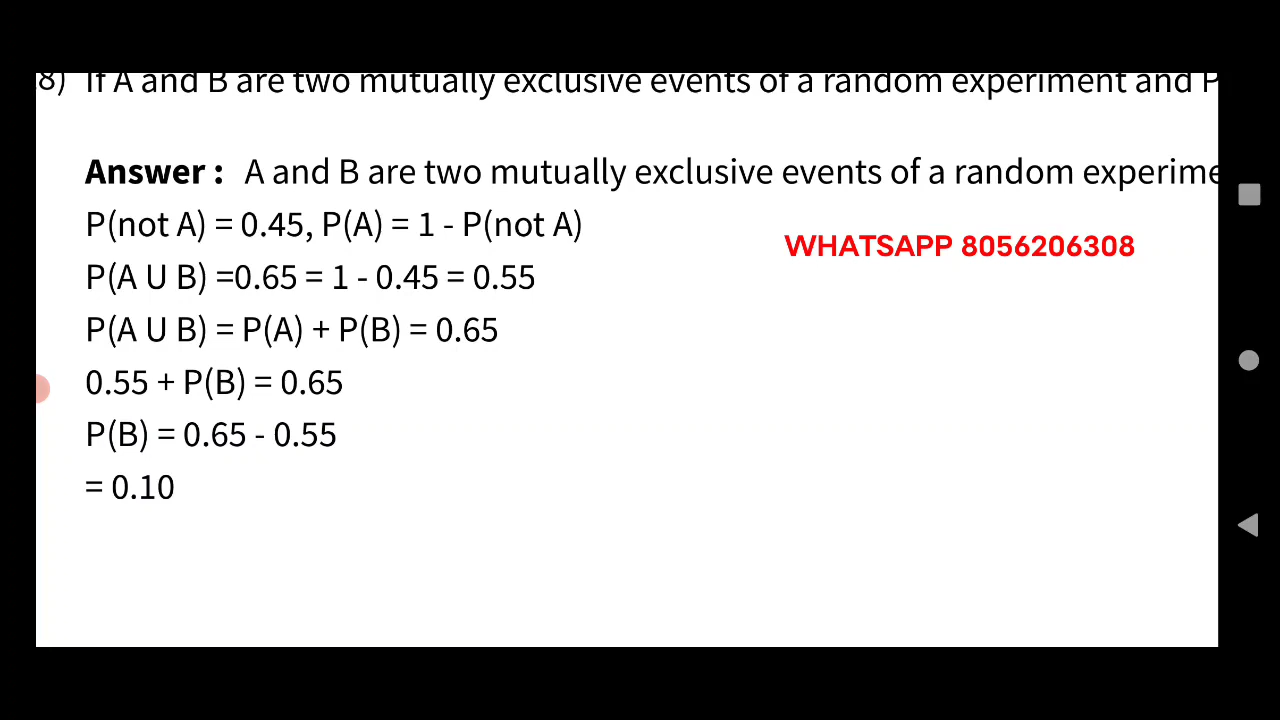 8) If A and B are two mutually exclusive events of a random experiment and P
Answer : A and B are two mutually exclusive events of a random experime
P(not A) = 0.45, P(A) = 1 - P(not A)
WHATSAPP 8056206308
P(A U B) =0.65 = 1 - 0.45 = 0.55
P(A U B) = P(A) + P(B) = 0.65
0.55 + P(B) = 0.65
P(B) = 0.65 - 0.55
= 0.10